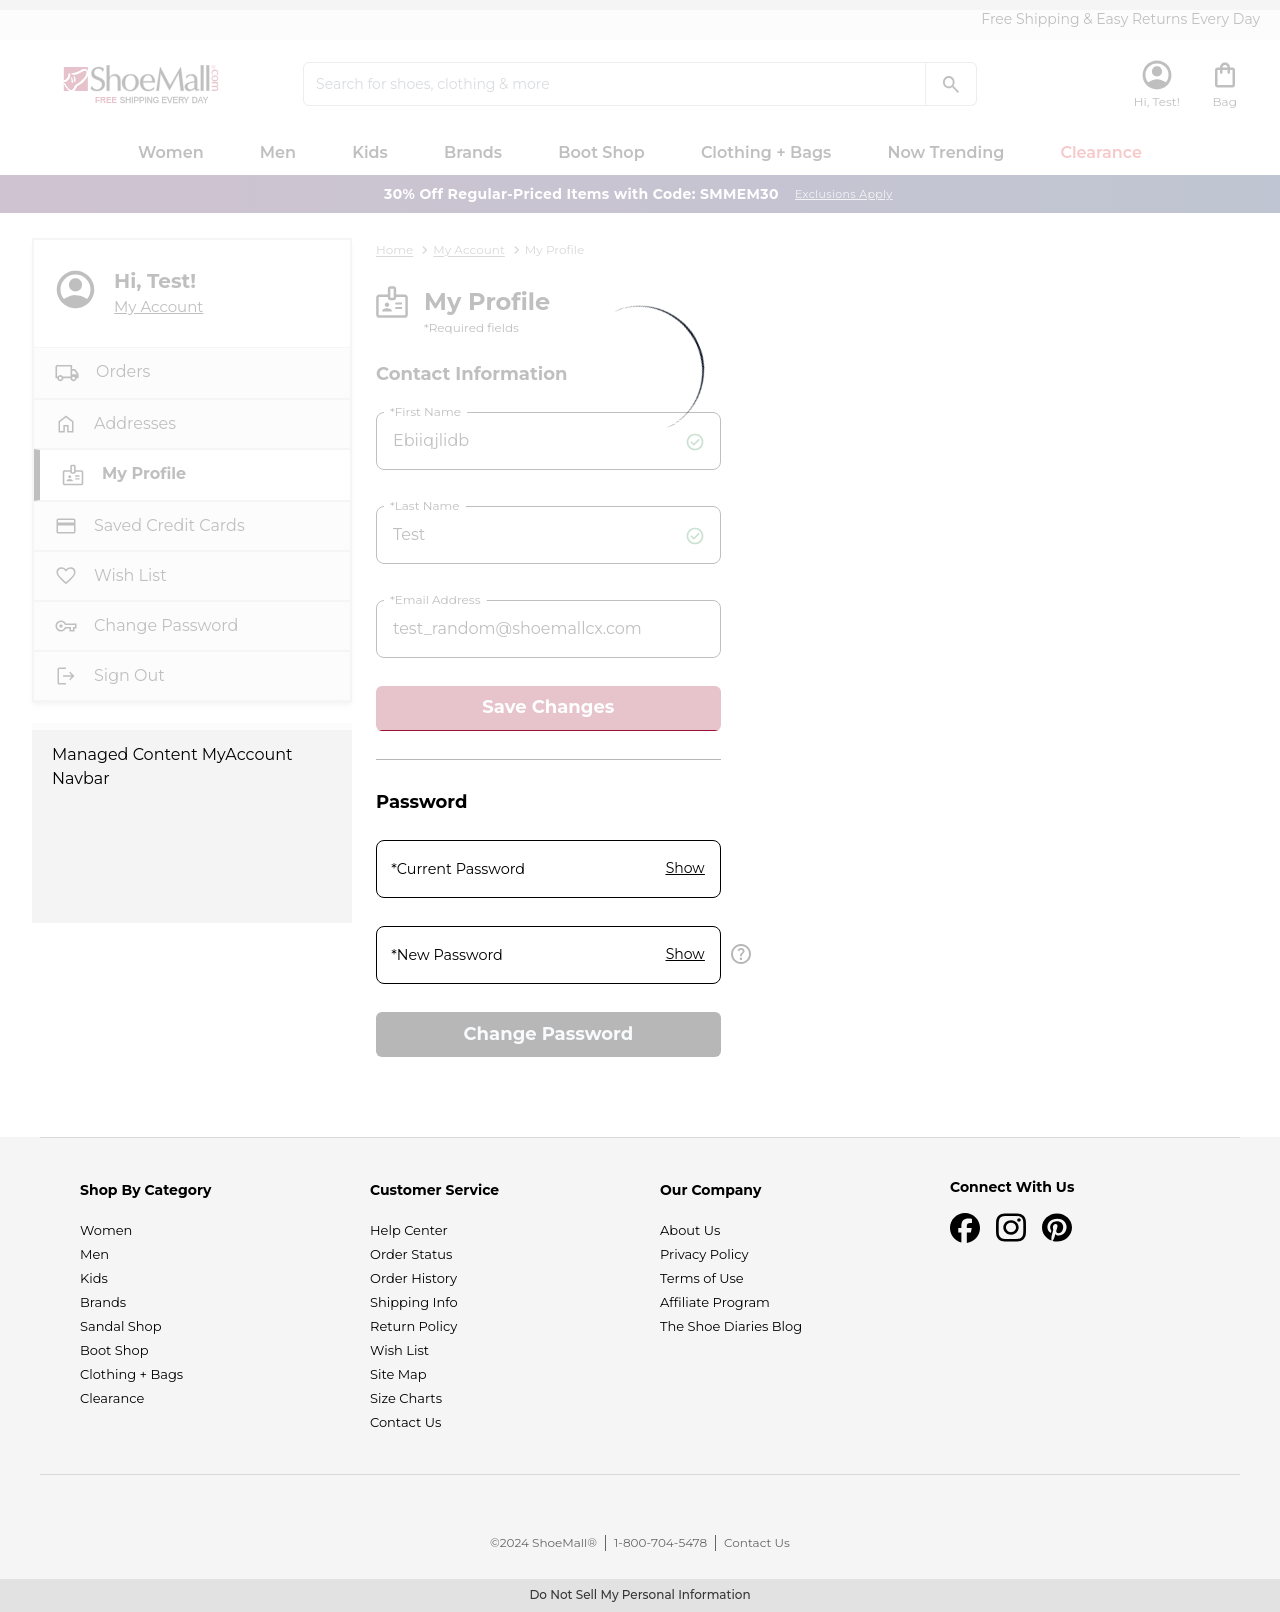 Free Shipping & Easy Returns Every Day
ShoeMall.com
FREE SHIPPING EVERY DAY
Search for shoes, clothing & more
Hi, Test!
Bag
Women
Men
Kids
Brands
Boot Shop
Clothing + Bags
Now Trending
Clearance
30% Off Regular-Priced Items with Code: SMMEM30 Exclusions Apply
Hi, Test!
My Account
Orders
Addresses
My Profile
Saved Credit Cards
Wish List
Change Password
Sign Out
Managed Content MyAccount
Navbar
Home > My Account > My Profile
My Profile
*Required fields
Contact Information
*First Name
Ebiiqjlidb
*Last Name
Test
*Email Address
test_random@shoemallcx.com
Save Changes
Password
*Current Password Show
*New Password Show
Change Password
Shop By Category
Women
Men
Kids
Brands
Sandal Shop
Boot Shop
Clothing + Bags
Clearance
Customer Service
Help Center
Order Status
Order History
Shipping Info
Return Policy
Wish List
Site Map
Size Charts
Contact Us
Our Company
About Us
Privacy Policy
Terms of Use
Affiliate Program
The Shoe Diaries Blog
Connect With Us
©2024 ShoeMall® | 1-800-704-5478 | Contact Us
Do Not Sell My Personal Information